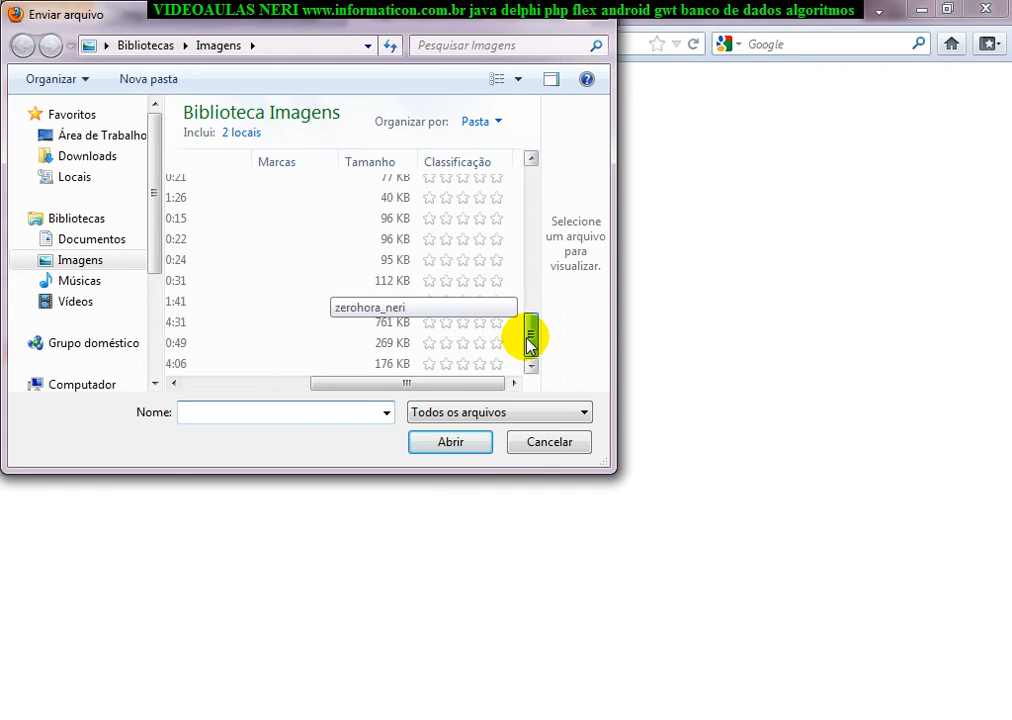 Enviar arquivo
VIDEOAULAS NERI www.informaticon.com.br java delphi php flex android gwt banco de dados algoritmos
Bibliotecas Imagens
Pesquisar Imagens
Google
Organizar
Nova pasta
Favoritos
Área de Trabalho
Downloads
Locais
Bibliotecas
Documentos
Imagens
Músicas
Vídeos
Grupo doméstico
Computador
Biblioteca Imagens
Inclui: 2 locais
Organizar por: Pasta
Marcas Tamanho Classificação
0:21 77 KB
1:26 40 KB
0:15 96 KB
0:22 96 KB
0:24 95 KB
0:31 112 KB
1:41
zerohora_neri
4:31 761 KB
0:49 269 KB
4:06 176 KB
Selecione
um arquivo
para
visualizar.
Nome:
Todos os arquivos
Abrir
Cancelar